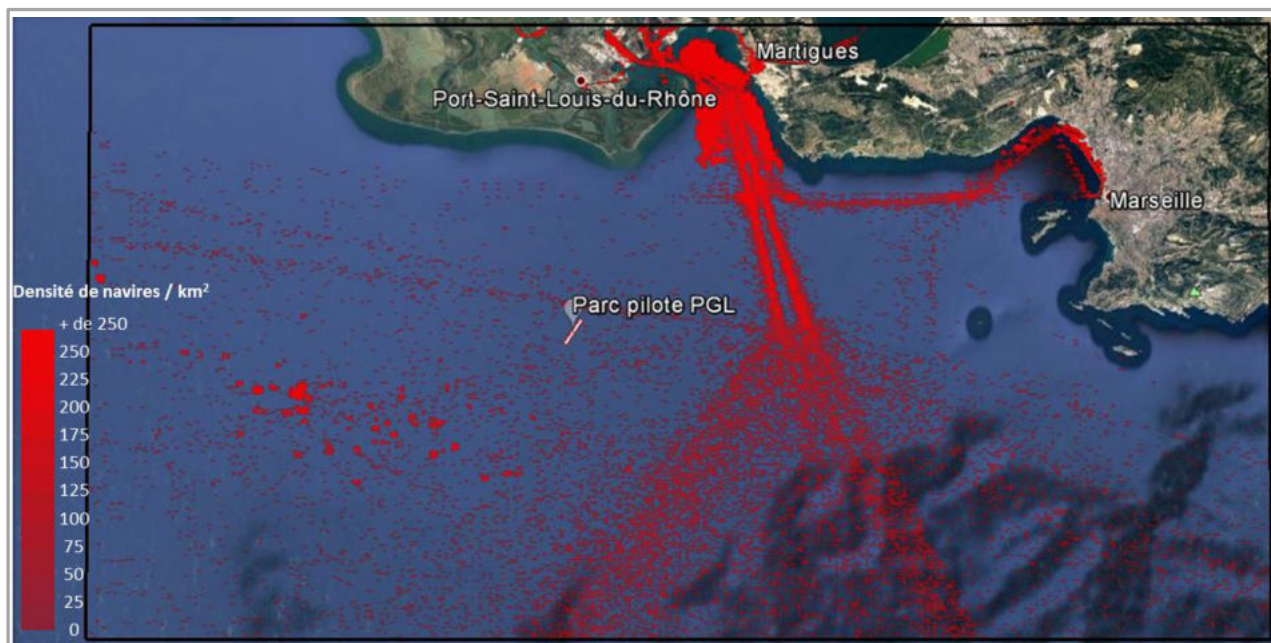 Martigues
Port-Saint-Louis-du-Rhône
Marseille
Parc pilote PGL
Densité de navires / km²
+ de 250
250
225
200
175
150
125
100
75
50
25
0